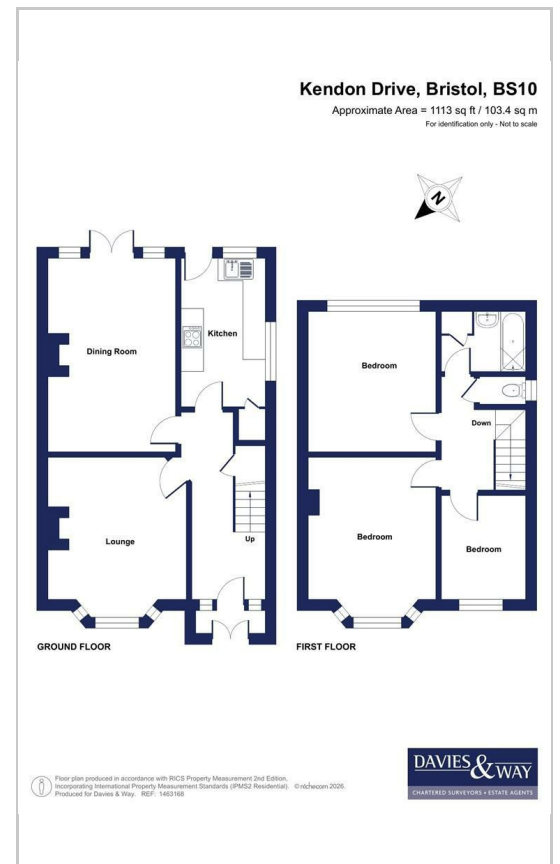 Kendon Drive, Bristol, BS10
Approximate Area = 1113 sq ft / 103.4 sq m
For identification only - Not to scale
N
Dining Room
Kitchen
Lounge
Up
GROUND FLOOR
Bedroom
Down
Bedroom
Bedroom
FIRST FLOOR
Floor plan produced in accordance with RICS Property Measurement 2nd Edition,
Incorporating International Property Measurement Standards (IPMS2 Residential). © nichecom 2026.
Produced for Davies & Way. REF: 1463168
DAVIES & WAY
CHARTERED SURVEYORS • ESTATE AGENTS